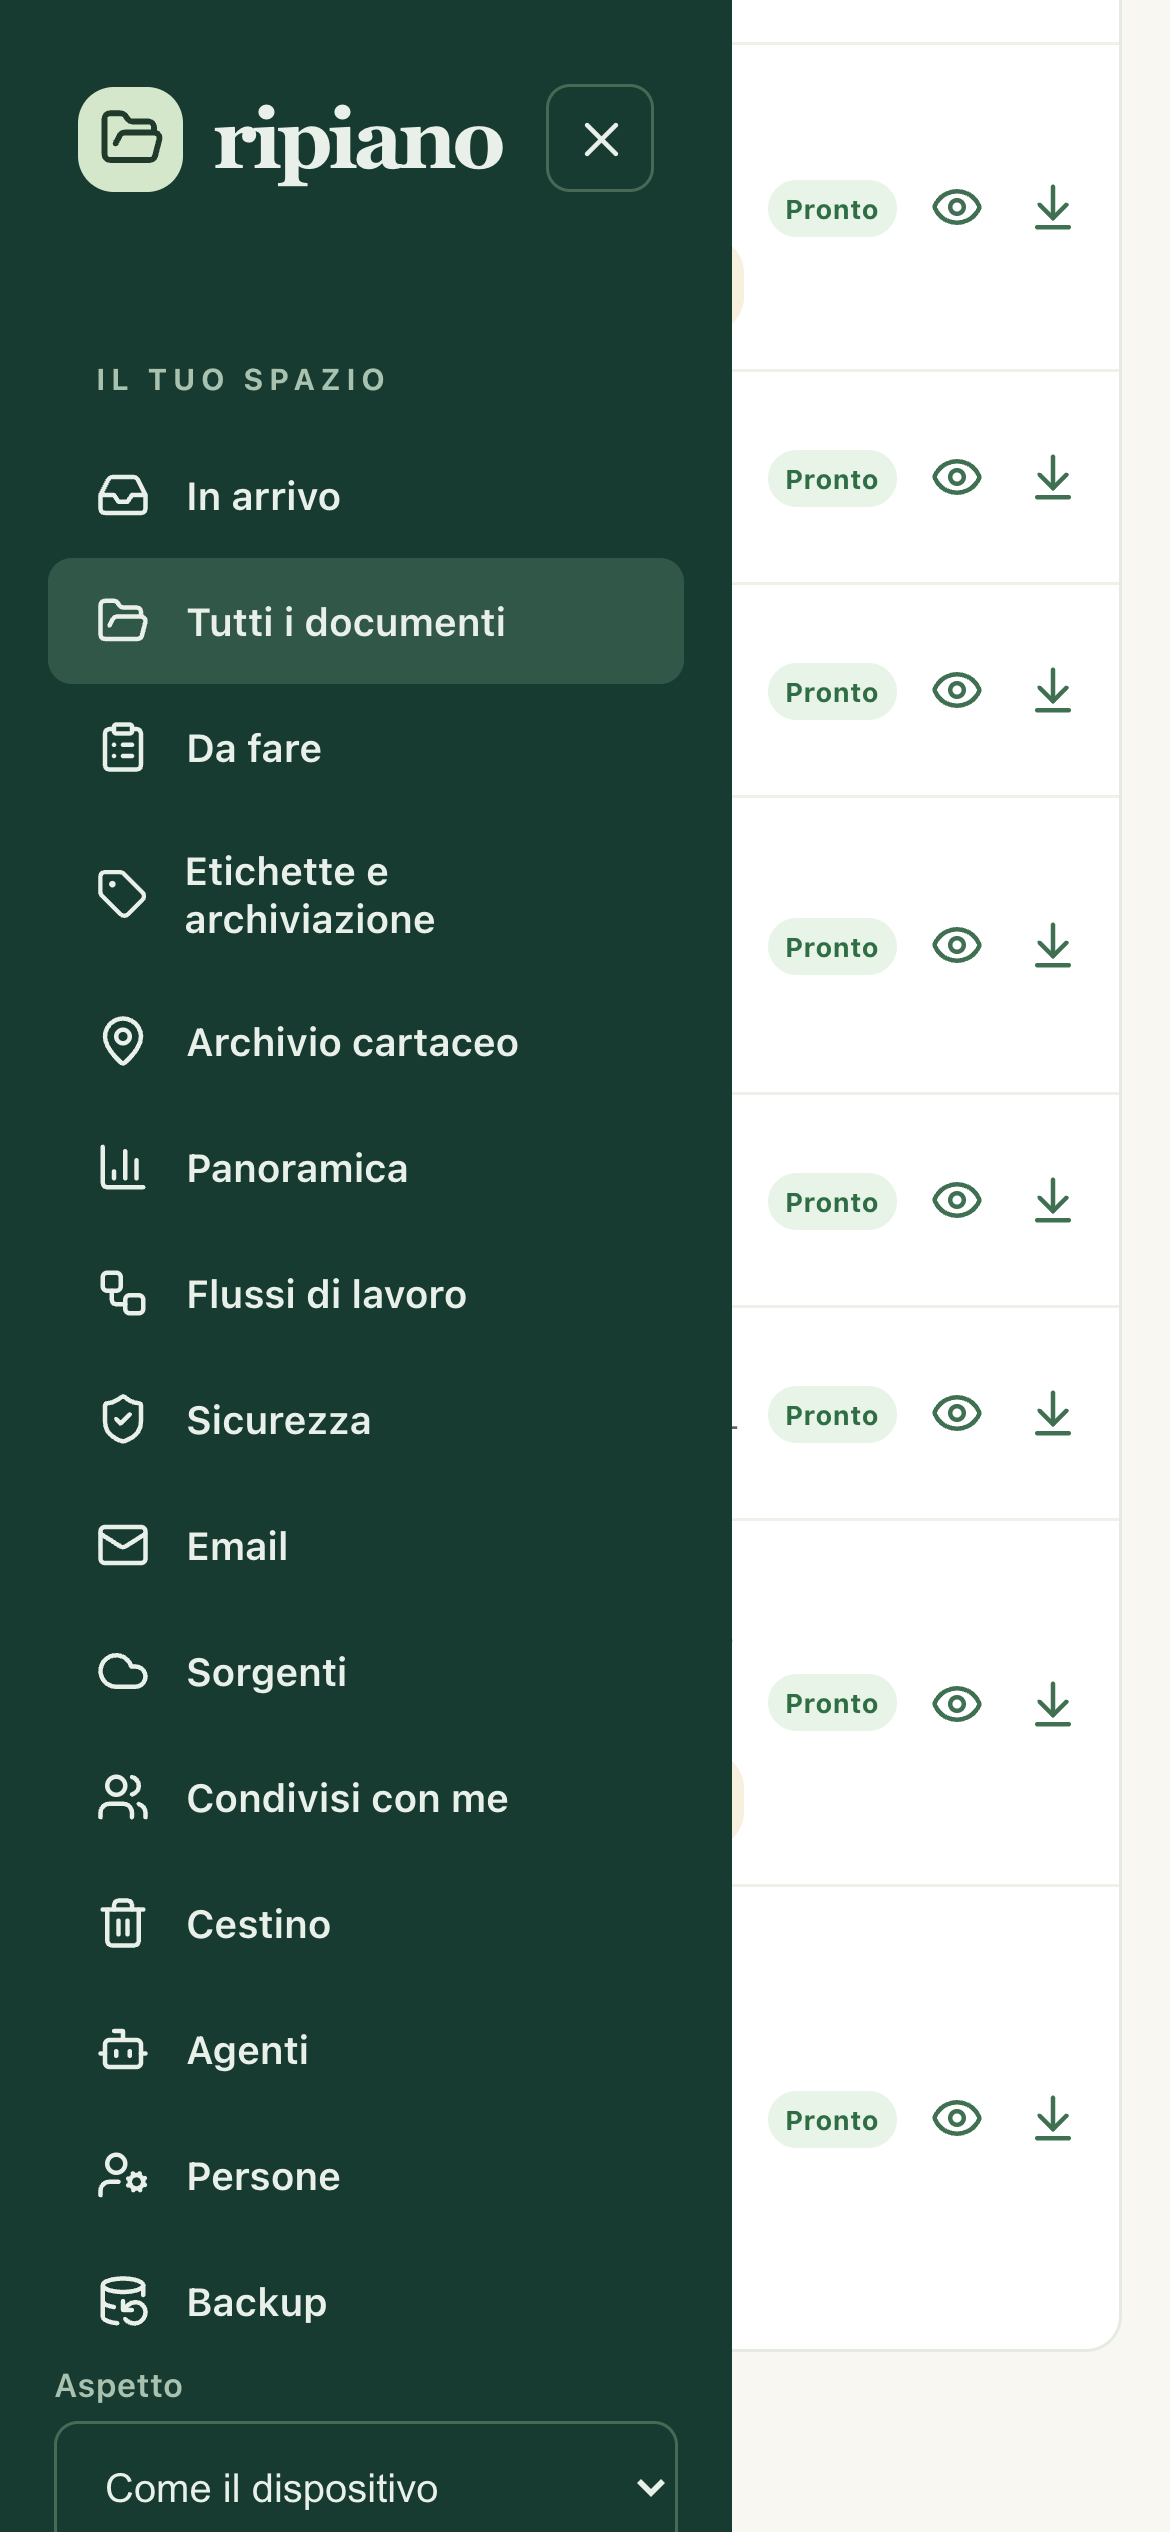 ripiano
IL TUO SPAZIO
In arrivo
Tutti i documenti
Da fare
Etichette e
archiviazione
Archivio cartaceo
Panoramica
Flussi di lavoro
Sicurezza
Email
Sorgenti
Condivisi con me
Cestino
Agenti
Persone
Backup
Aspetto
Come il dispositivo
Pronto
Pronto
Pronto
Pronto
Pronto
Pronto
Pronto
Pronto